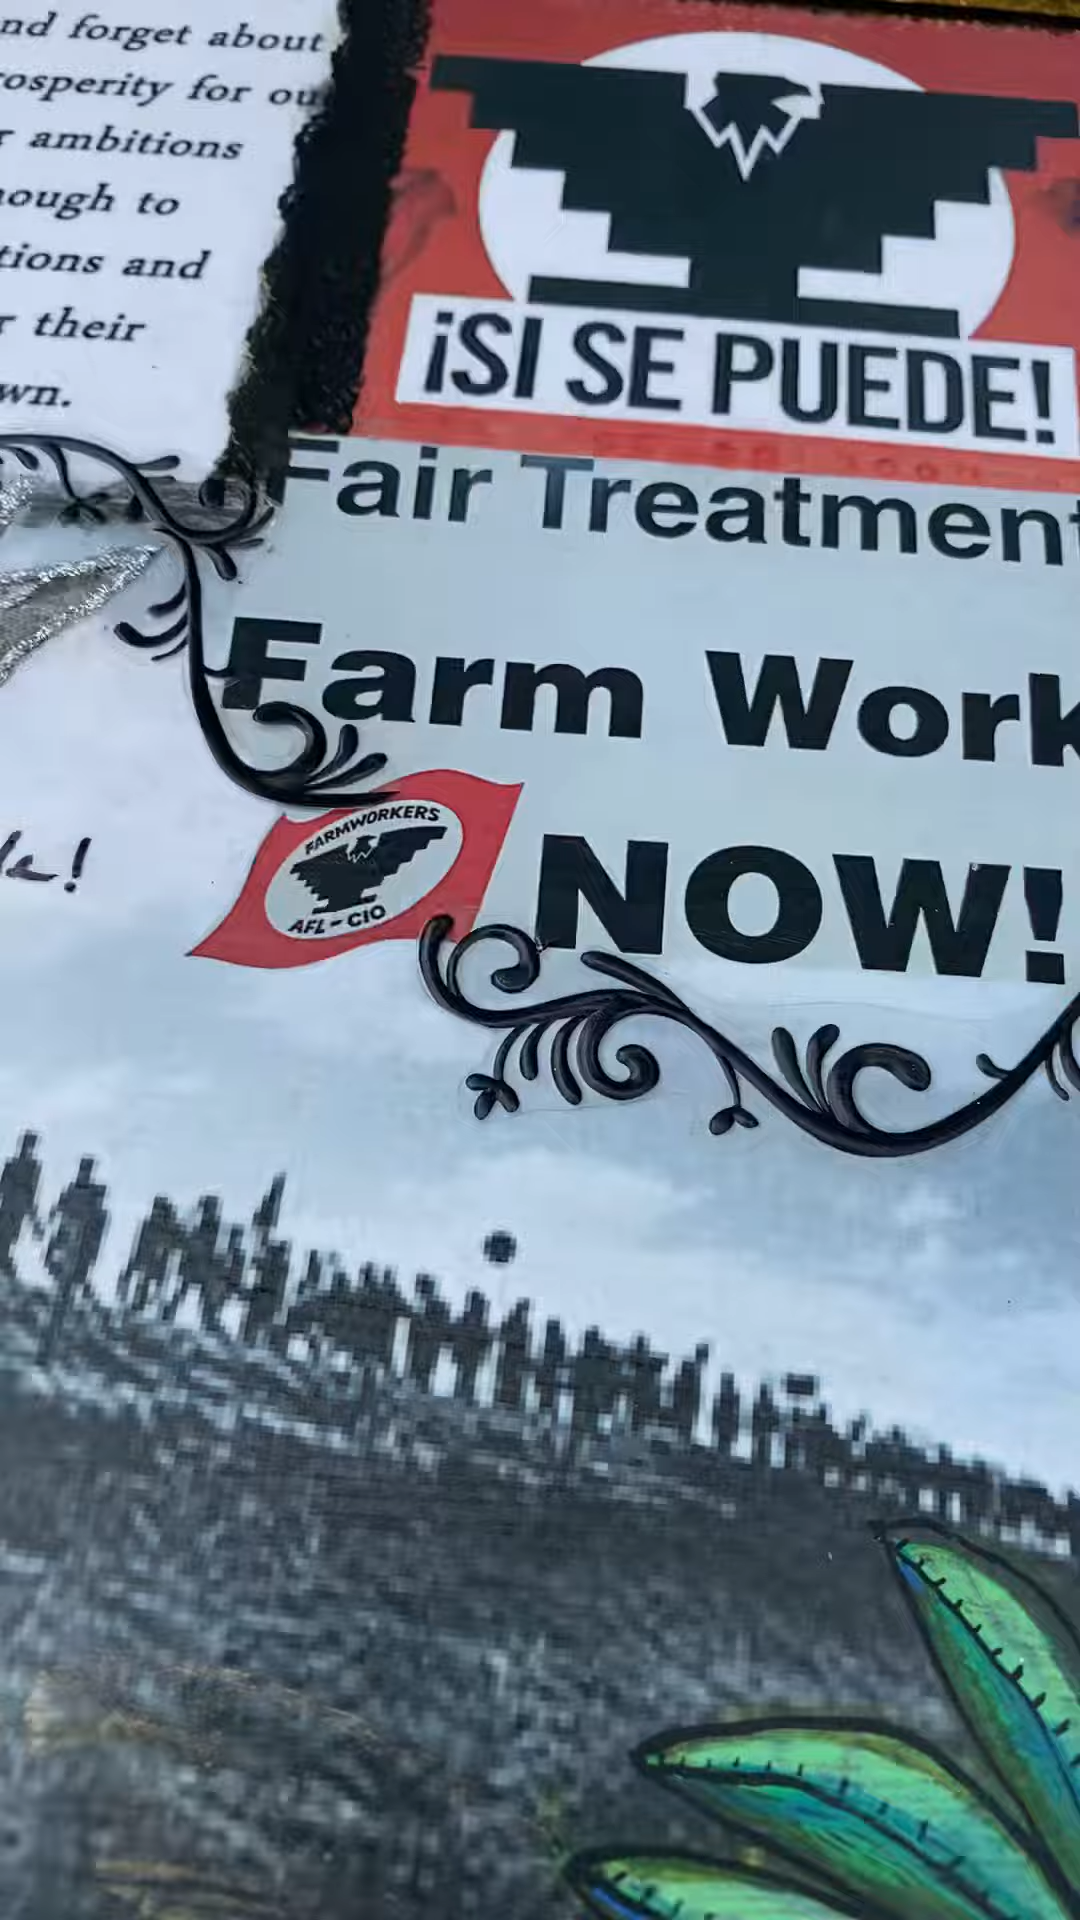 nd forget about
rosperity for ou
r ambitions
nough to
tions and
r their
wn.
¡SI SE PUEDE!
Fair Treatment
Farm Work
FARMWORKERS
AFL-CIO
NOW!